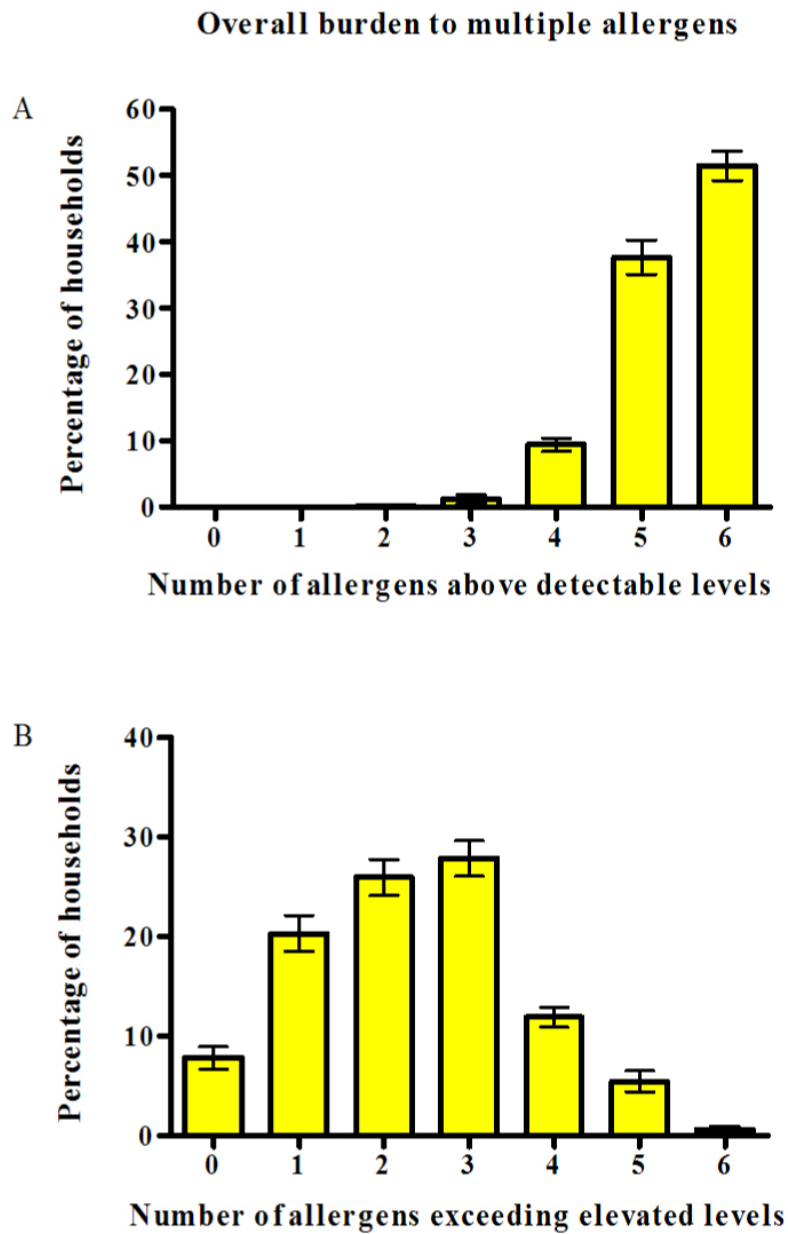 Overall burden to multiple allergens
A
Percentage of households
60
50
40
30
20
10
0
0 1 2 3 4 5 6
Number of allergens above detectable levels
B
Percentage of households
40
30
20
10
0
0 1 2 3 4 5 6
Number of allergens exceeding elevated levels